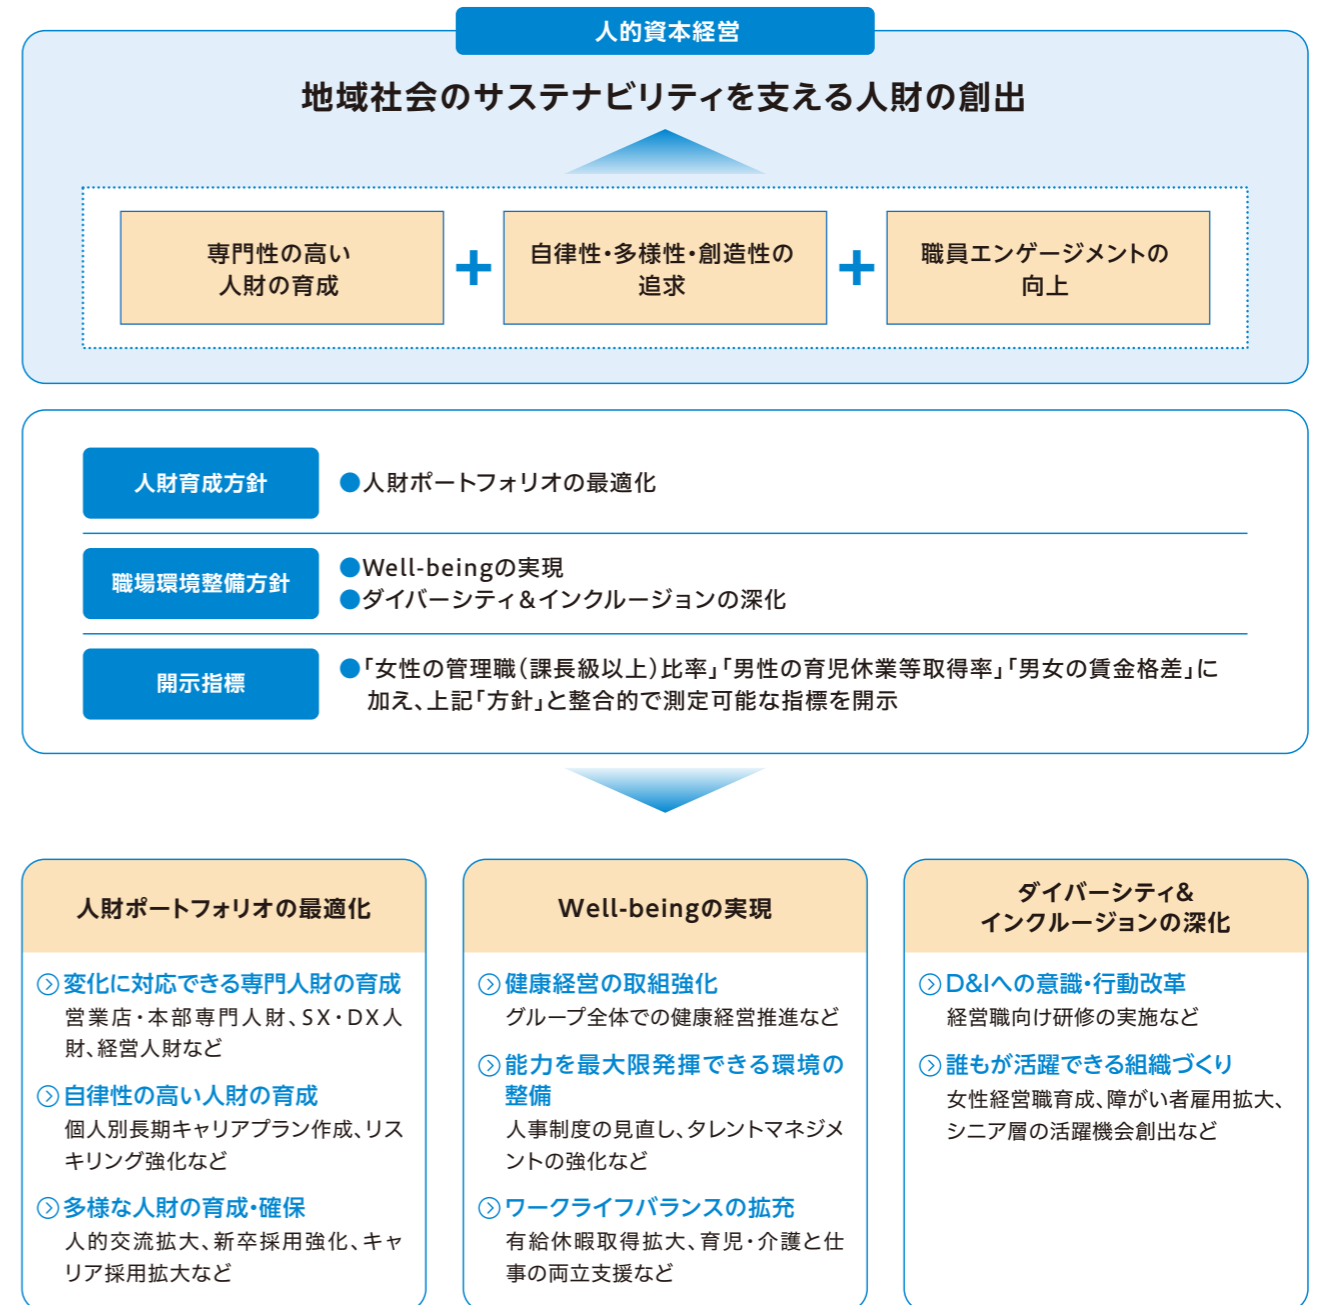 人的資本経営
地域社会のサステナビリティを支える人財の創出
専門性の高い
人財の育成
+
自律性・多様性・創造性の
追求
+
職員エンゲージメントの
向上
人財育成方針
●人財ポートフォリオの最適化
職場環境整備方針
●Well-beingの実現
●ダイバーシティ&インクルージョンの深化
開示指標
●「女性の管理職(課長級以上)比率」「男性の育児休業等取得率」「男女の賃金格差」に
加え、上記「方針」と整合的で測定可能な指標を開示
人財ポートフォリオの最適化
変化に対応できる専門人財の育成
営業店・本部専門人財、SX・DX人
財、経営人財など
自律性の高い人財の育成
個人別長期キャリアプラン作成、リス
キリング強化など
多様な人財の育成・確保
人的交流拡大、新卒採用強化、キャ
リア採用拡大など
Well-beingの実現
健康経営の取組強化
グループ全体での健康経営推進など
能力を最大限発揮できる環境の
整備
人事制度の見直し、タレントマネジメ
ントの強化など
ワークライフバランスの拡充
有給休暇取得拡大、育児・介護と仕
事の両立支援など
ダイバーシティ&
インクルージョンの深化
D&Iへの意識・行動改革
経営職向け研修の実施など
誰もが活躍できる組織づくり
女性経営職育成、障がい者雇用拡大、
シニア層の活躍機会創出など